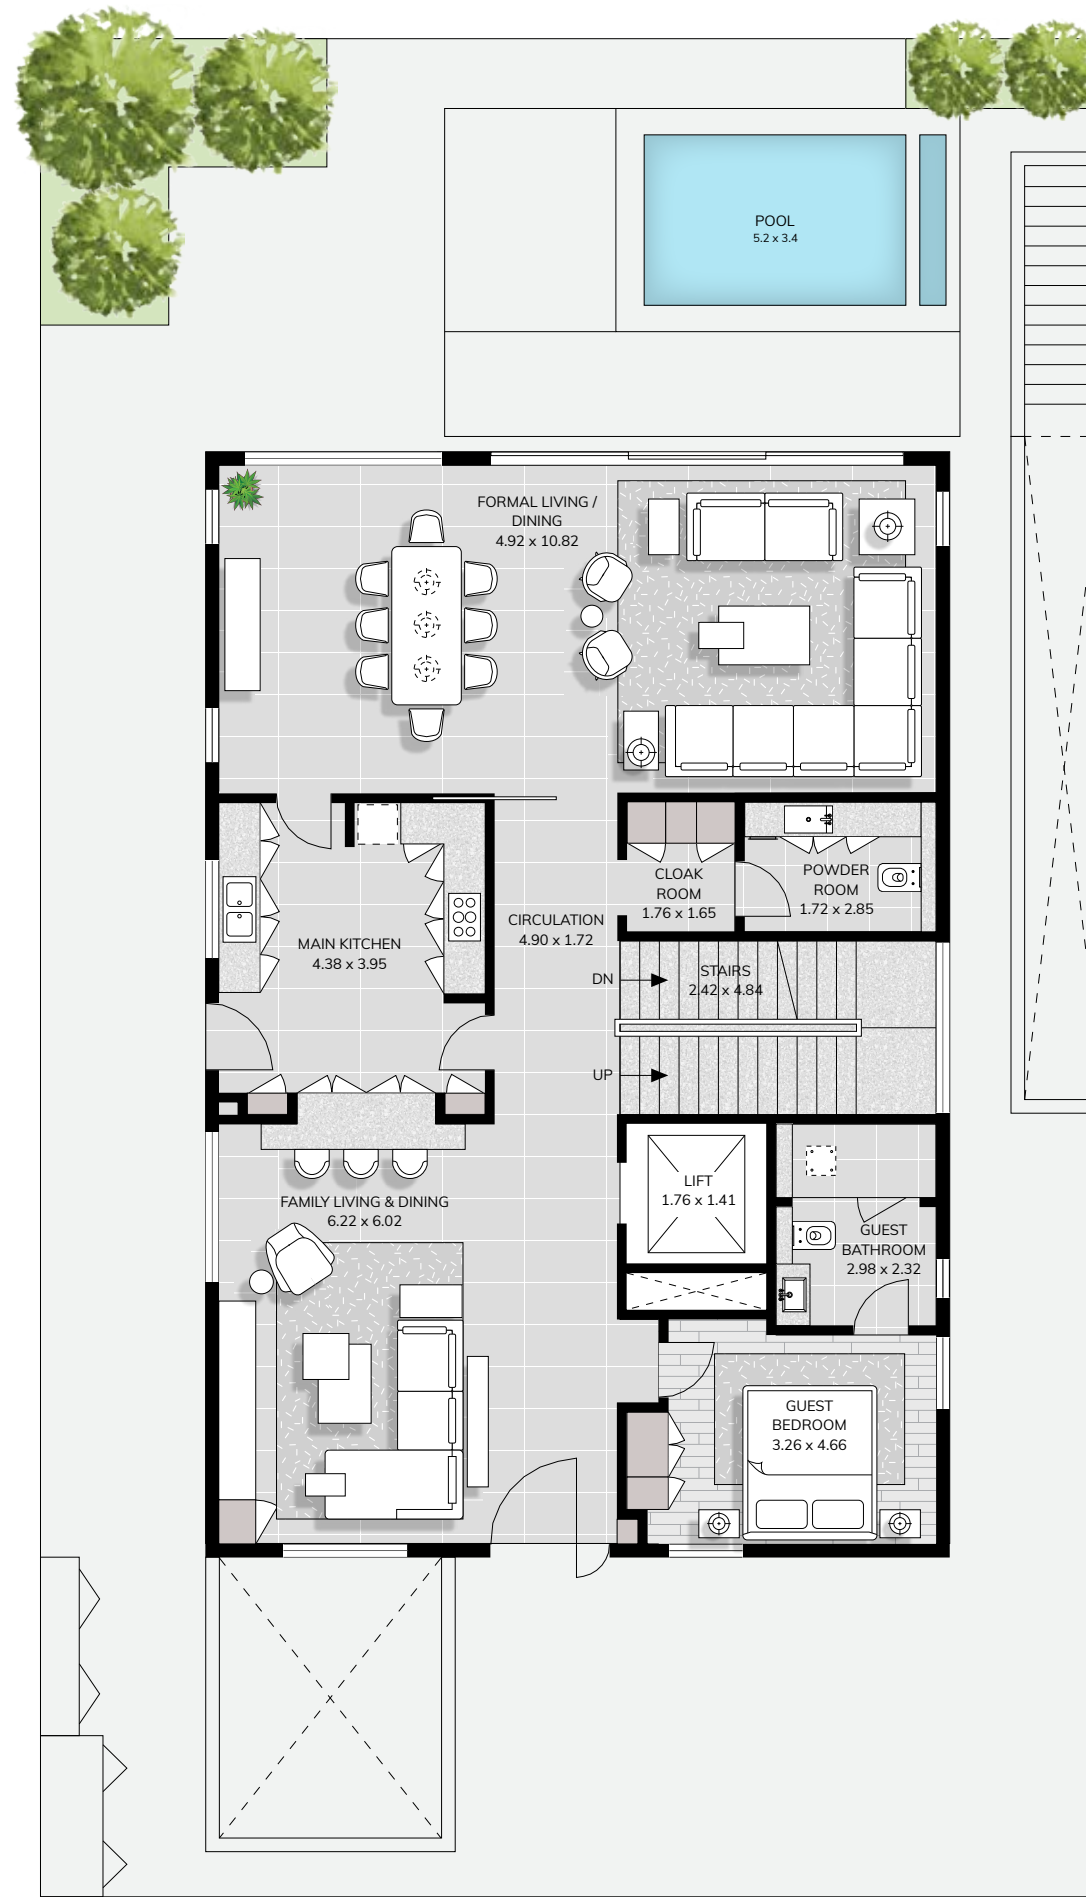 POOL
5.2 x 3.4
FORMAL LIVING /
DINING
4.92 x 10.82
CLOAK
ROOM
1.76 x 1.65
POWDER
ROOM
1.72 x 2.85
CIRCULATION
4.90 x 1.72
MAIN KITCHEN
4.38 x 3.95
DN
STAIRS
2.42 x 4.84
UP
LIFT
1.76 x 1.41
FAMILY LIVING & DINING
6.22 x 6.02
GUEST
BATHROOM
2.98 x 2.32
GUEST
BEDROOM
3.26 x 4.66